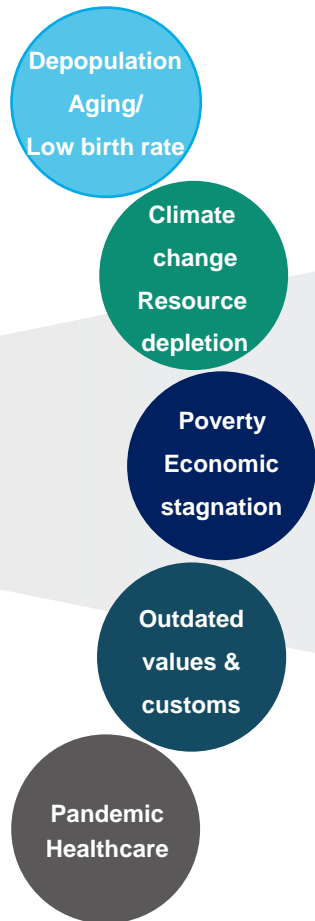 Depopulation
Aging/
Low birth rate
Climate
change
Resource
depletion
Poverty
Economic
stagnation
Outdated
values &
customs
Pandemic
Healthcare